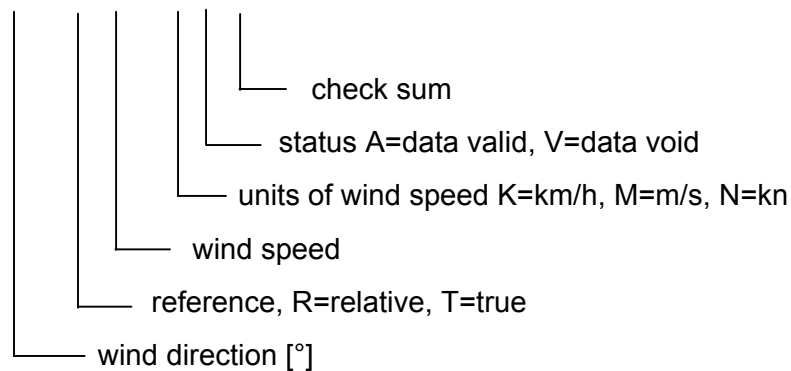 check sum
status A=data valid, V=data void
units of wind speed K=km/h, M=m/s, N=kn
wind speed
reference, R=relative, T=true
wind direction [°]